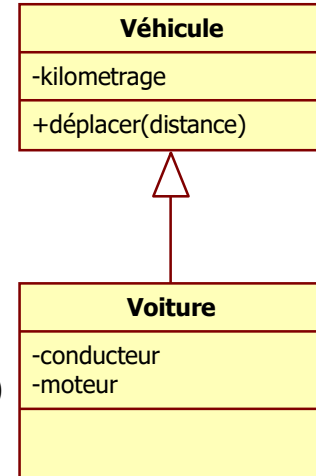 Véhicule
-kilometrage
+déplacer(distance)
Voiture
-conducteur
-moteur
)